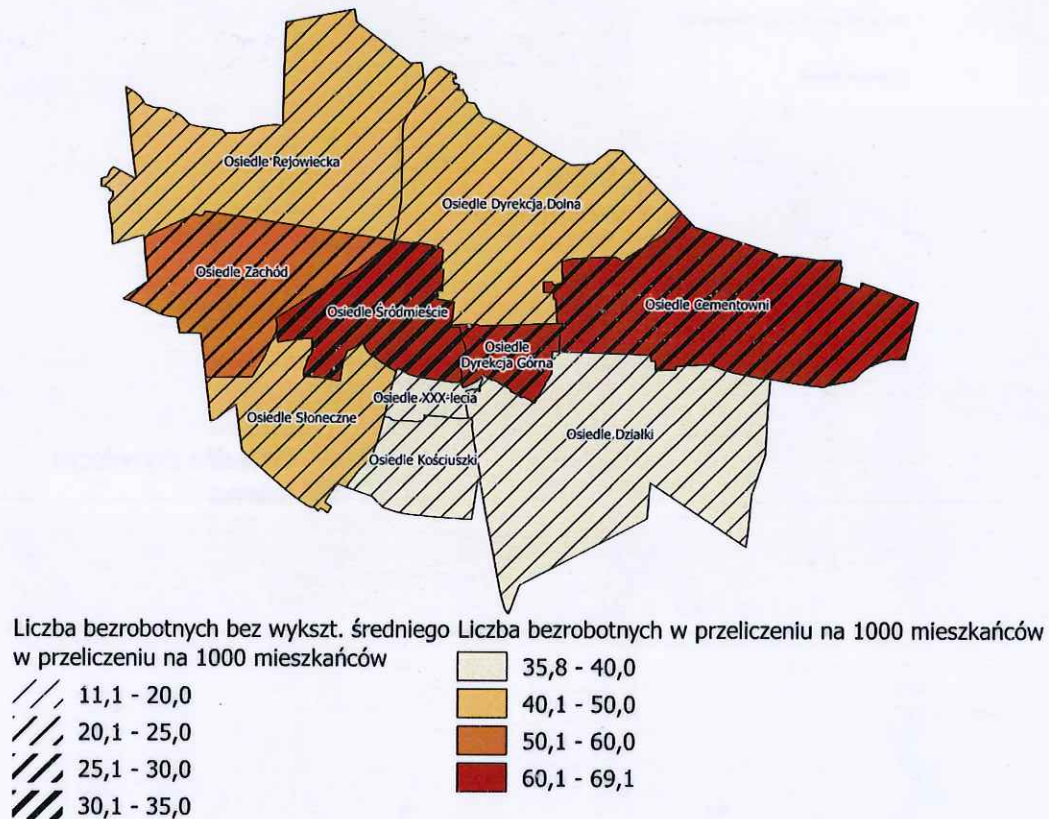 Osiedle Rejowiecka
Osiedle Dyrekcja Dolna
Osiedle Zachód
Osiedle Śródmieście
Osiedle Cementowni
Osiedle
Dyrekcja Górna
Osiedle XXX-lecia
Osiedle Słoneczne
Osiedle Działki
Osiedle Kościuszki
Liczba bezrobotnych bez wykszt. średniego
w przeliczeniu na 1000 mieszkańców
11,1 - 20,0
20,1 - 25,0
25,1 - 30,0
30,1 - 35,0
Liczba bezrobotnych w przeliczeniu na 1000 mieszkańców
35,8 - 40,0
40,1 - 50,0
50,1 - 60,0
60,1 - 69,1